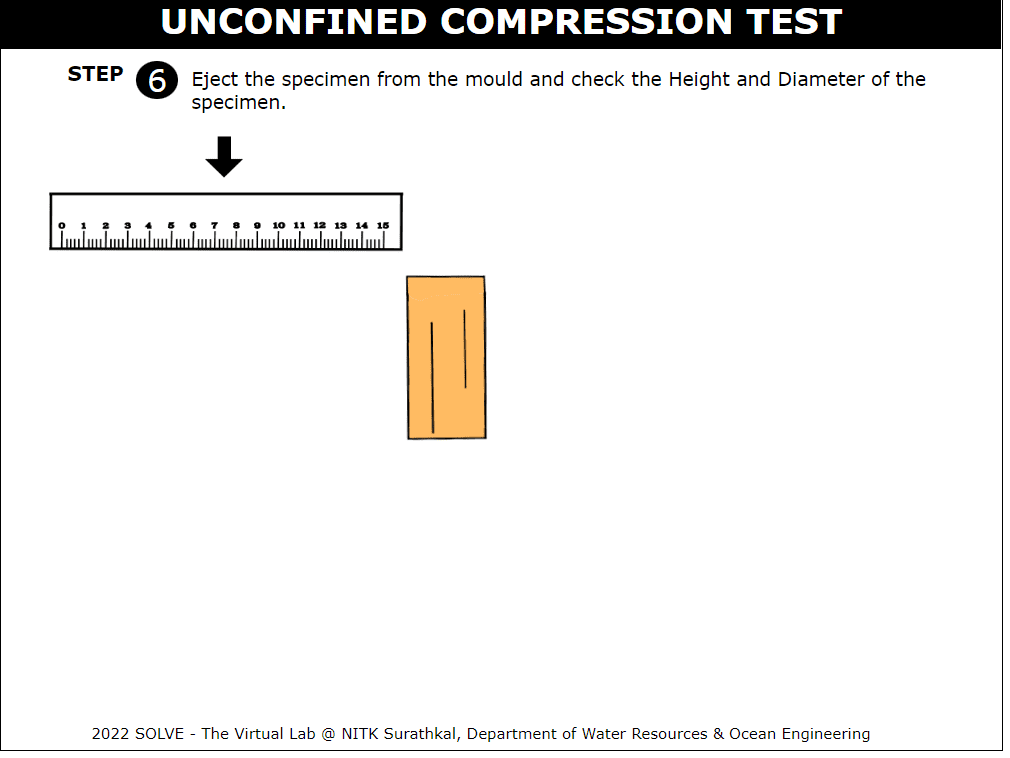 UNCONFINED COMPRESSION TEST
STEP 6 Eject the specimen from the mould and check the Height and Diameter of the
specimen.
0 1 2 3 4 5 6 7 8 9 10 11 12 13 14 15
2022 SOLVE - The Virtual Lab @ NITK Surathkal, Department of Water Resources & Ocean Engineering